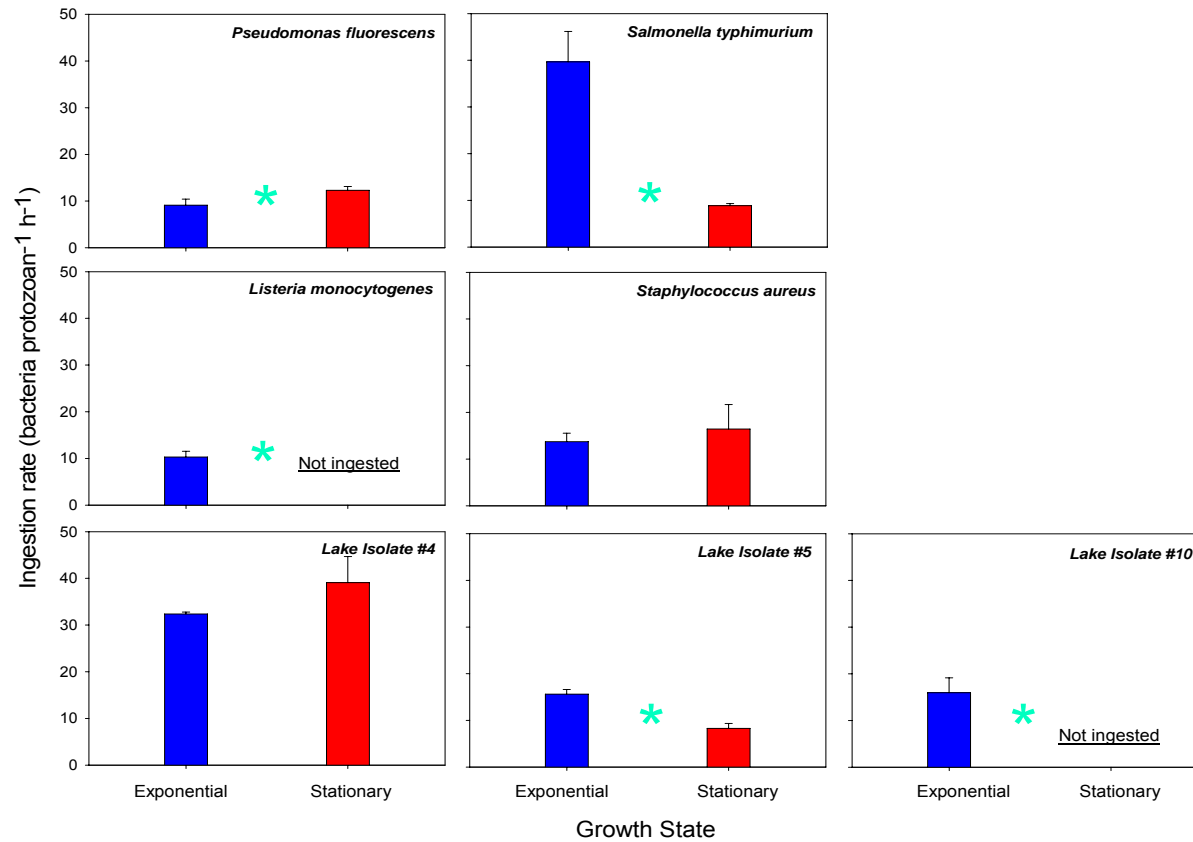 Ingestion rate (bacteria protozoan-1 h-1)
50
40
30
20
10
0
Pseudomonas fluorescens
*
Salmonella typhimurium
*
50
40
30
20
10
0
Listeria monocytogenes
*
Not ingested
Staphylococcus aureus
50
40
30
20
10
0
Lake Isolate #4
Lake Isolate #5
*
Lake Isolate #10
*
Not ingested
Exponential Stationary Exponential Stationary Exponential Stationary
Growth State